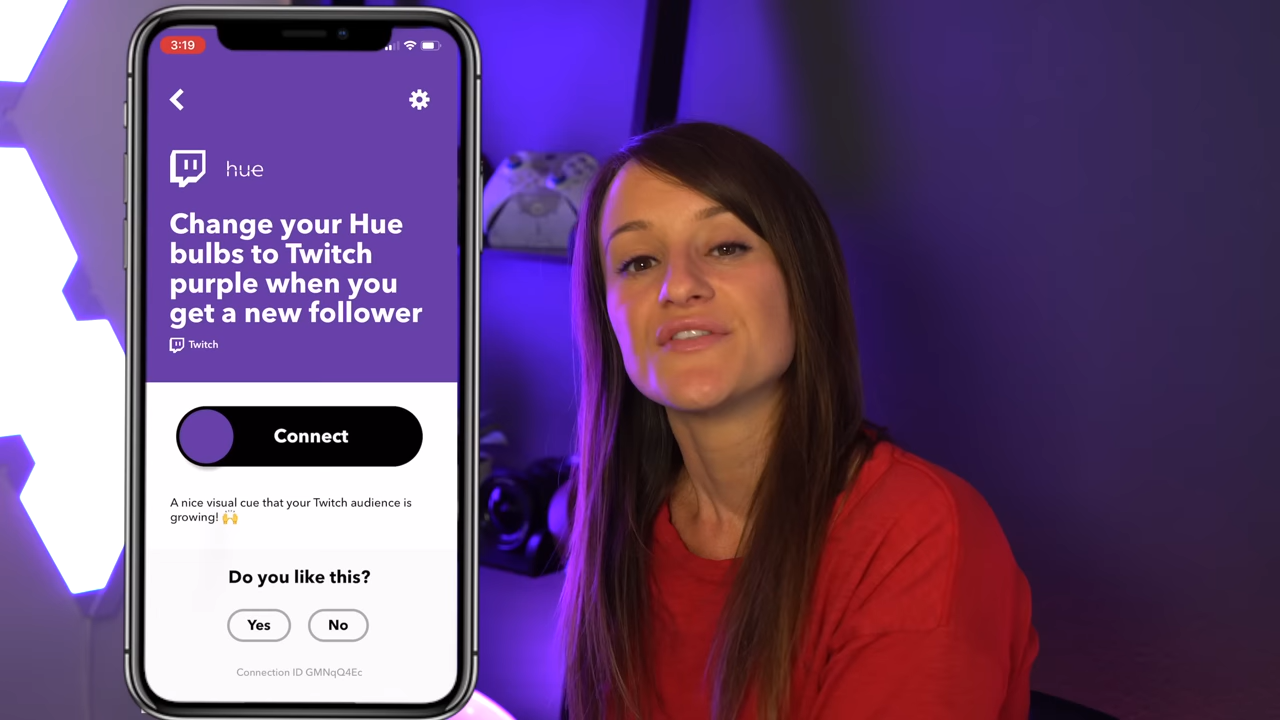 3:19
hue
Change your Hue
bulbs to Twitch
purple when you
get a new follower
Twitch
Connect
A nice visual cue that your Twitch audience is
growing! 🙌
Do you like this?
Yes
No
Connection ID GMNqQ4Ec